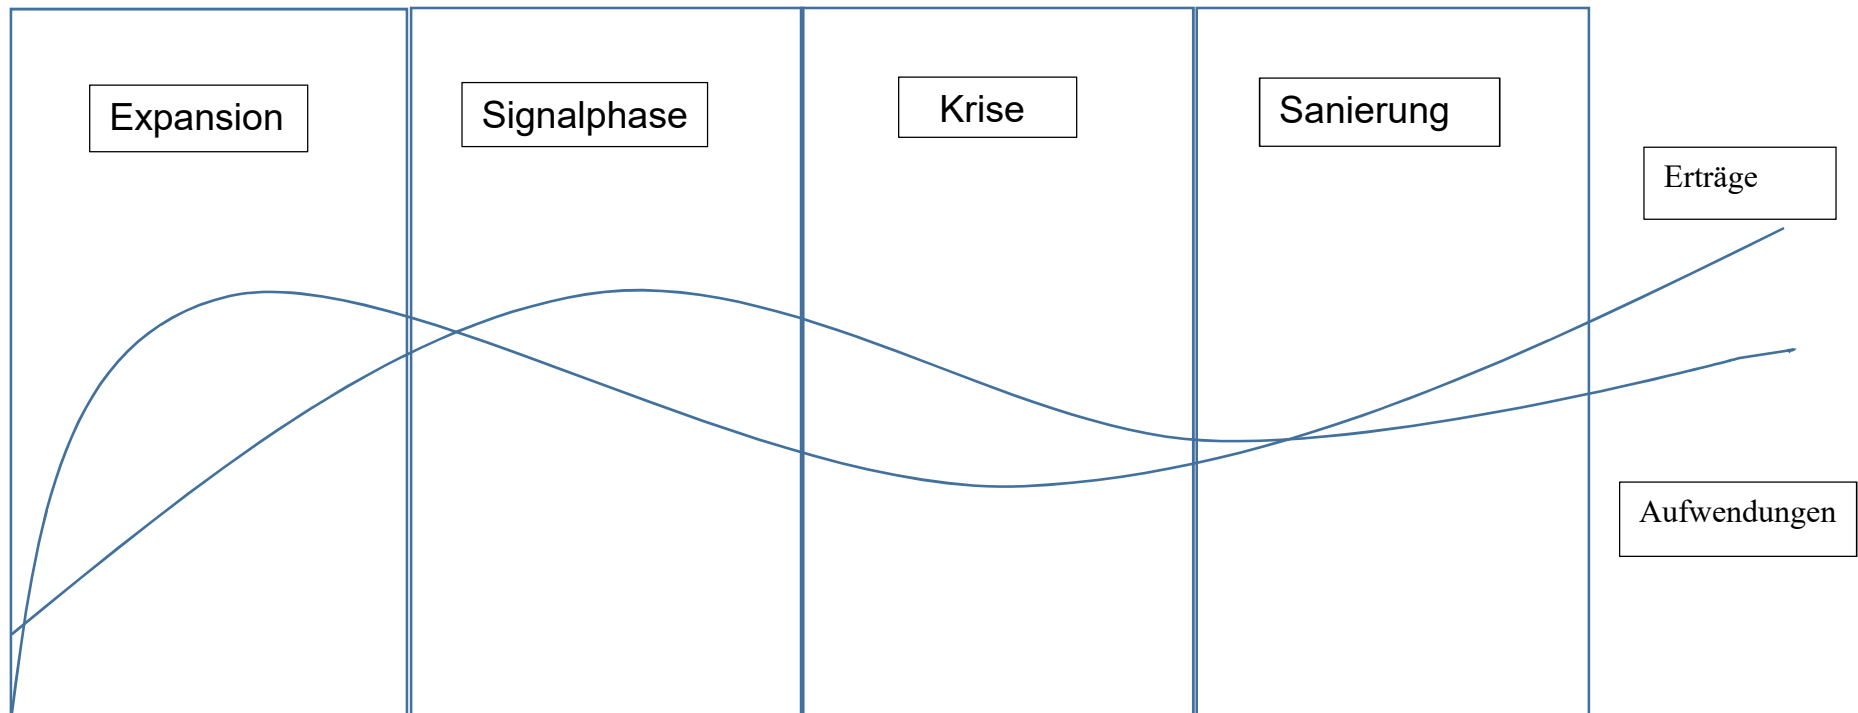 Expansion
Signalphase
Krise
Sanierung
Erträge
Aufwendungen